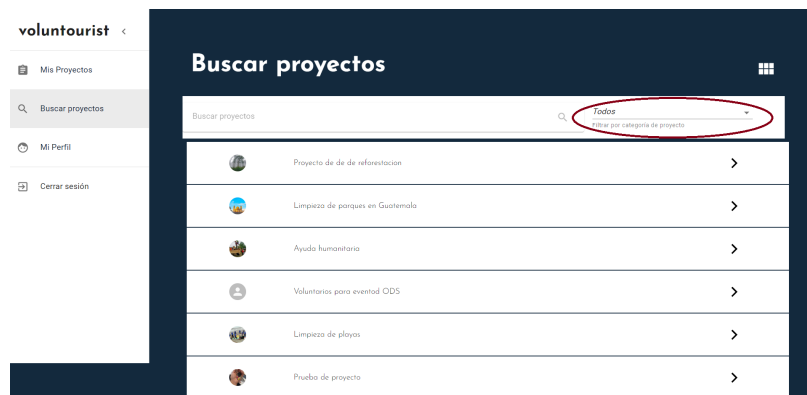 voluntourist
Mis Proyectos
Buscar proyectos
Mi Perfil
Cerrar sesión
Buscar proyectos
Buscar proyectos
Todos
Filtrar por categoría de proyecto
Proyecto de de de reforestacion
Limpieza de parques en Guatemala
Ayuda humanitaria
Voluntarios para eventod ODS
Limpieza de playas
Prueba de proyecto